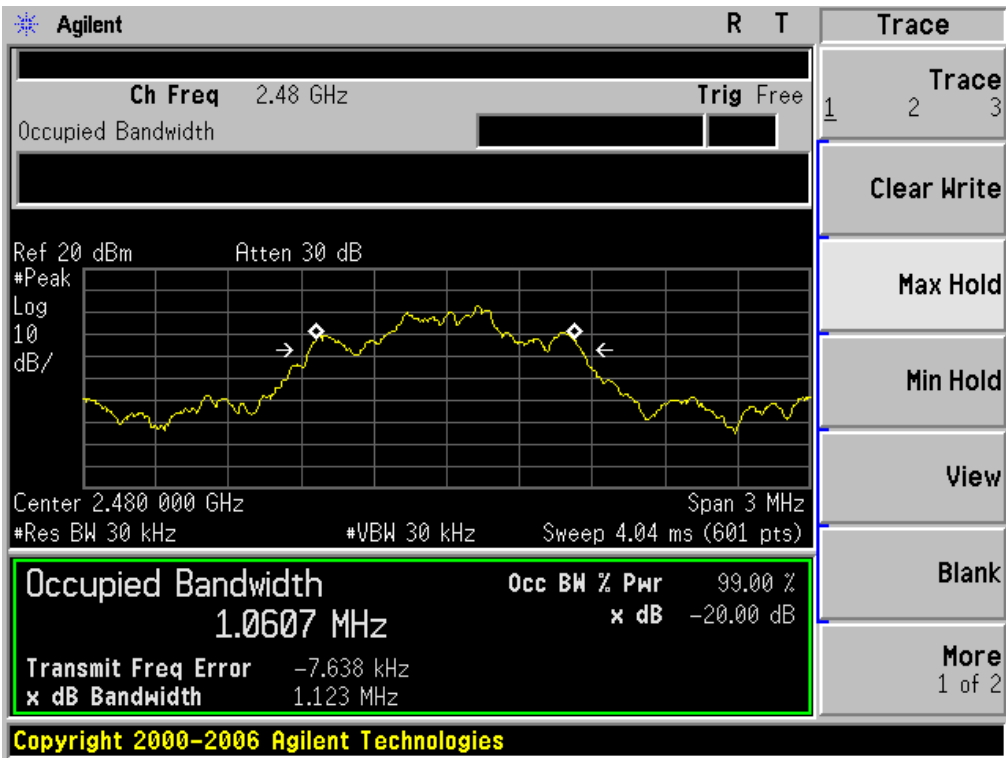 Agilent R T Trace
Ch Freq 2.48 GHz Trig Free
Occupied Bandwidth
Ref 20 dBm Atten 30 dB
#Peak
Log
10
dB/
Center 2.480 000 GHz Span 3 MHz
#Res BW 30 kHz #VBW 30 kHz Sweep 4.04 ms (601 pts)
Occupied Bandwidth
1.0607 MHz
Occ BW % Pwr 99.00 %
x dB -20.00 dB
Transmit Freq Error -7.638 kHz
x dB Bandwidth 1.123 MHz
Copyright 2000-2006 Agilent Technologies
Trace
1 2 3
Clear Write
Max Hold
Min Hold
View
Blank
More
1 of 2